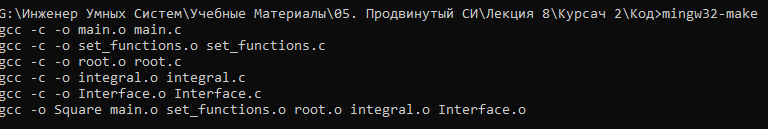 G:\Инженер Умных Систем\Учебные Материалы\05. Продвинутый СИ\Лекция 8\Курсач 2\Код>mingw32-make
gcc -c -o main.o main.c
gcc -c -o set_functions.o set_functions.c
gcc -c -o root.o root.c
gcc -c -o integral.o integral.c
gcc -c -o Interface.o Interface.c
gcc -o Square main.o set_functions.o root.o integral.o Interface.o